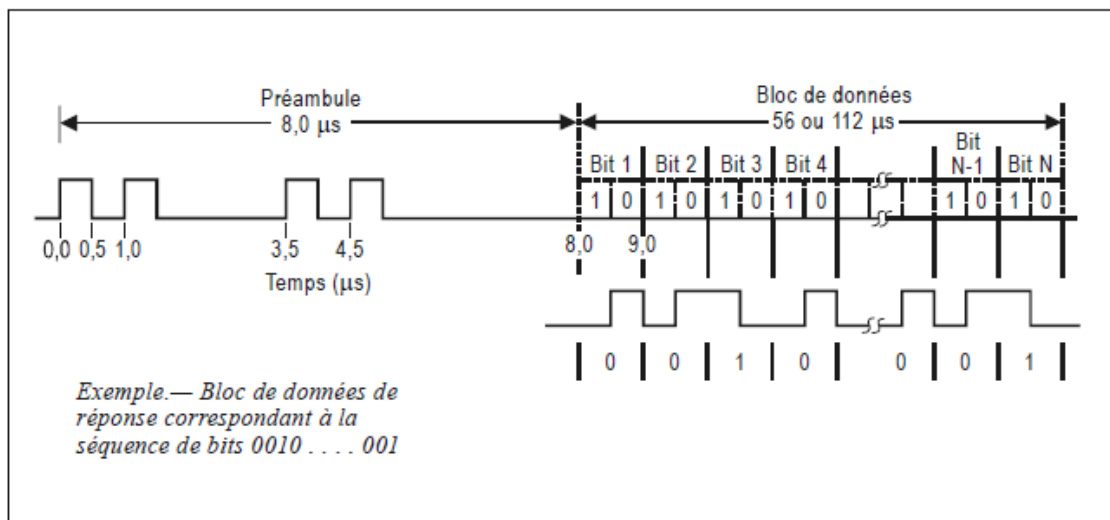 Préambule
8,0 μs
Bloc de données
56 ou 112 μs
Bit 1 Bit 2 Bit 3 Bit 4 Bit N-1 Bit N
1 0 1 0 1 0 1 0 1 0 1 0
0,0 0,5 1,0 3,5 4,5 8,0 9,0
Temps (μs)
0 0 1 0 0 0 1
Exemple.— Bloc de données de
réponse correspondant à la
séquence de bits 0010 . . . . 001